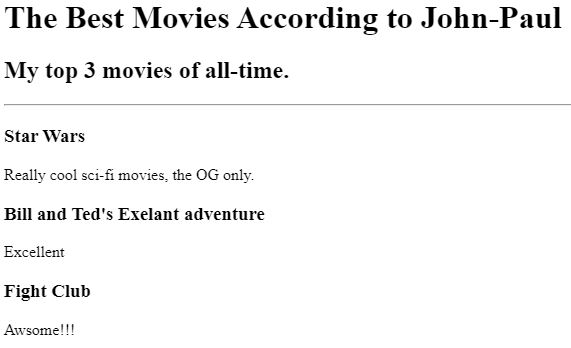 The Best Movies According to John-Paul
My top 3 movies of all-time.
Star Wars
Really cool sci-fi movies, the OG only.
Bill and Ted's Exelant adventure
Excellent
Fight Club
Awsome!!!